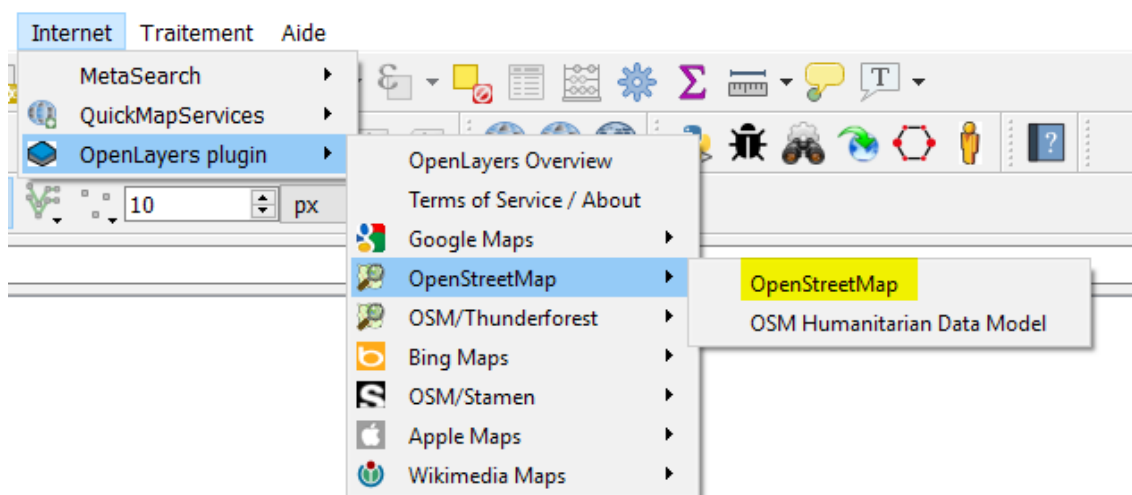 Internet Traitement Aide
MetaSearch
QuickMapServices
OpenLayers plugin
10 px
OpenLayers Overview
Terms of Service / About
Google Maps
OpenStreetMap
OSM/Thunderforest
Bing Maps
OSM/Stamen
Apple Maps
Wikimedia Maps
OpenStreetMap
OSM Humanitarian Data Model